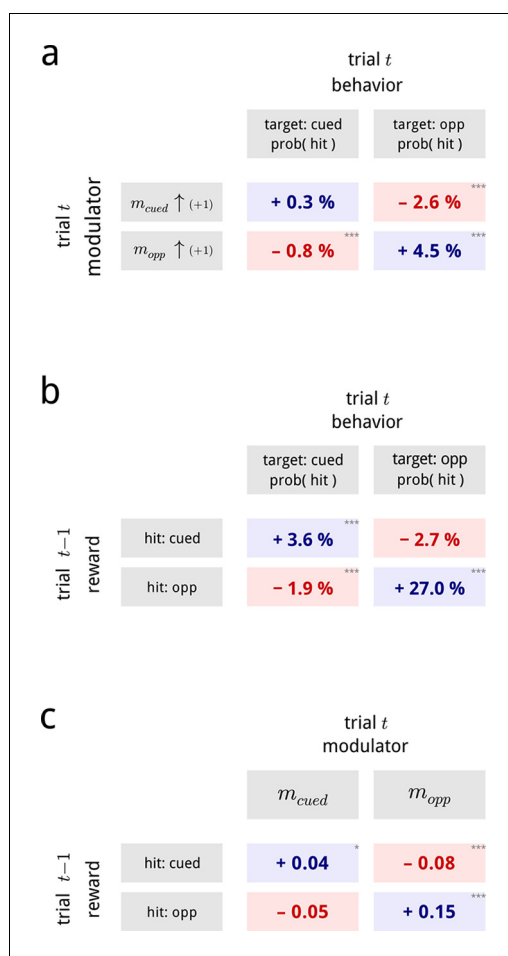 a
trial t
behavior
target: cued
prob( hit )
target: opp
prob( hit )
trial t
modulator
m_cued ↑ (+1)
+ 0.3 %
− 2.6 %
***
m_opp ↑ (+1)
− 0.8 %
***
+ 4.5 %
***
b
trial t
behavior
target: cued
prob( hit )
target: opp
prob( hit )
trial t−1
reward
hit: cued
+ 3.6 %
***
− 2.7 %
hit: opp
− 1.9 %
***
+ 27.0 %
***
c
trial t
modulator
m_cued
m_opp
trial t−1
reward
hit: cued
+ 0.04
*
− 0.08
***
hit: opp
− 0.05
+ 0.15
***